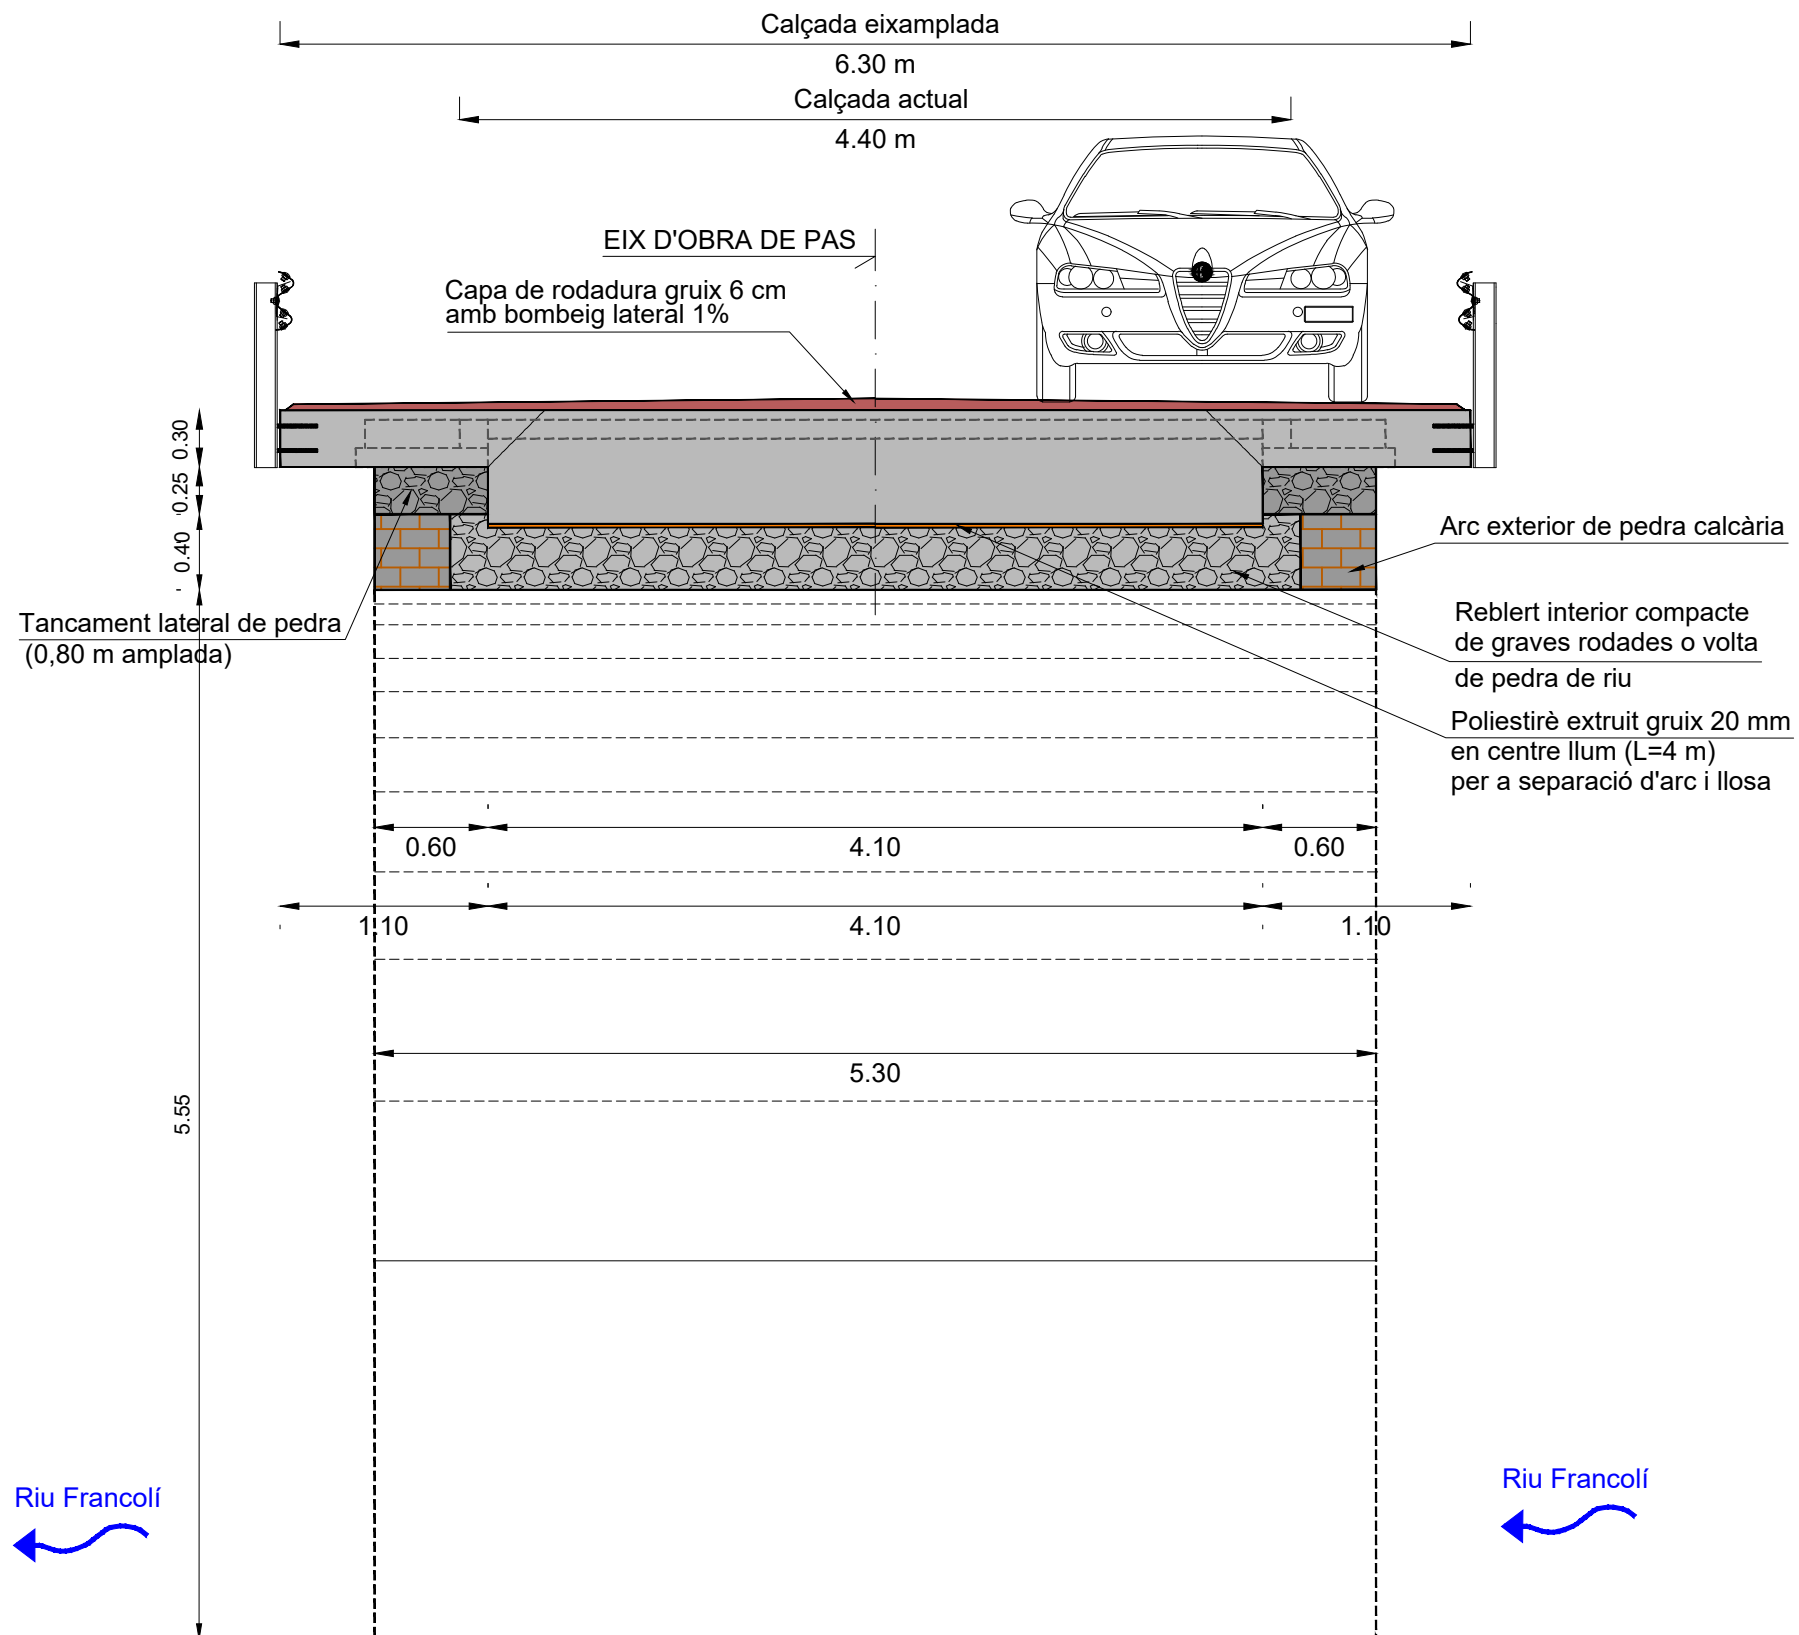 Calçada eixamplada
6.30 m
Calçada actual
4.40 m
EIX D'OBRA DE PAS
Capa de rodadura gruix 6 cm
amb bombeig lateral 1%
0.30
0.25
0.40
Arc exterior de pedra calcària
Tancament lateral de pedra
(0,80 m amplada)
Reblert interior compacte
de graves rodades o volta
de pedra de riu
Poliestirè extruit gruix 20 mm
en centre llum (L=4 m)
per a separació d'arc i llosa
0.60
4.10
0.60
1.10
4.10
1.10
5.30
5.55
Riu Francolí
Riu Francolí